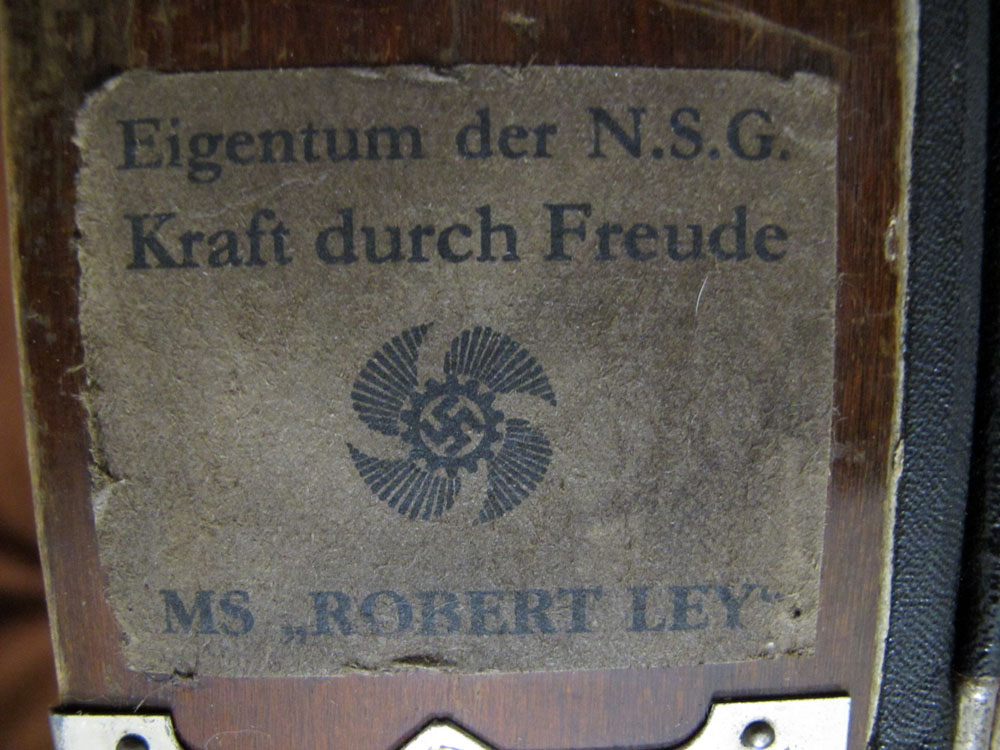 Eigentum der N.S.G.
Kraft durch Freude
MS „ROBERT LEY“